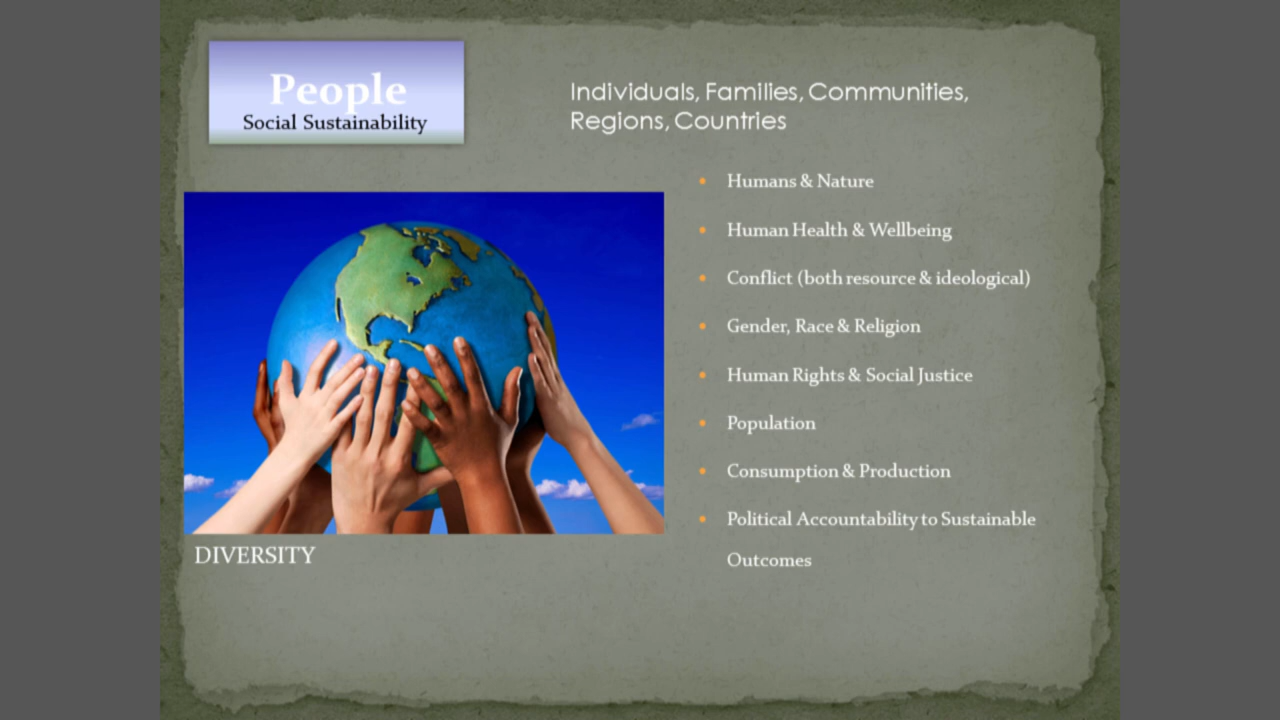 People
Social Sustainability
Individuals, Families, Communities,
Regions, Countries
• Humans & Nature
• Human Health & Wellbeing
• Conflict (both resource & ideological)
• Gender, Race & Religion
• Human Rights & Social Justice
• Population
• Consumption & Production
• Political Accountability to Sustainable
Outcomes
DIVERSITY